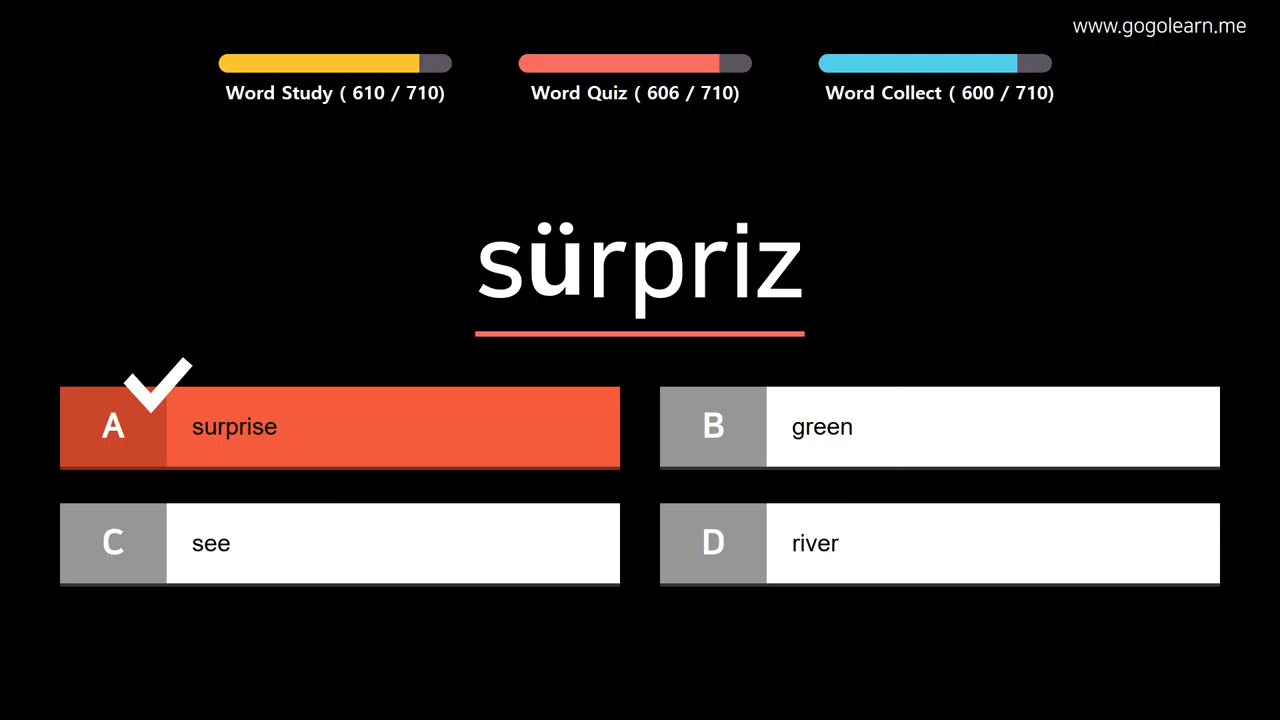 www.gogolearn.me
Word Study ( 610 / 710)
Word Quiz ( 606 / 710)
Word Collect ( 600 / 710)
sürpriz
A surprise
B green
C see
D river